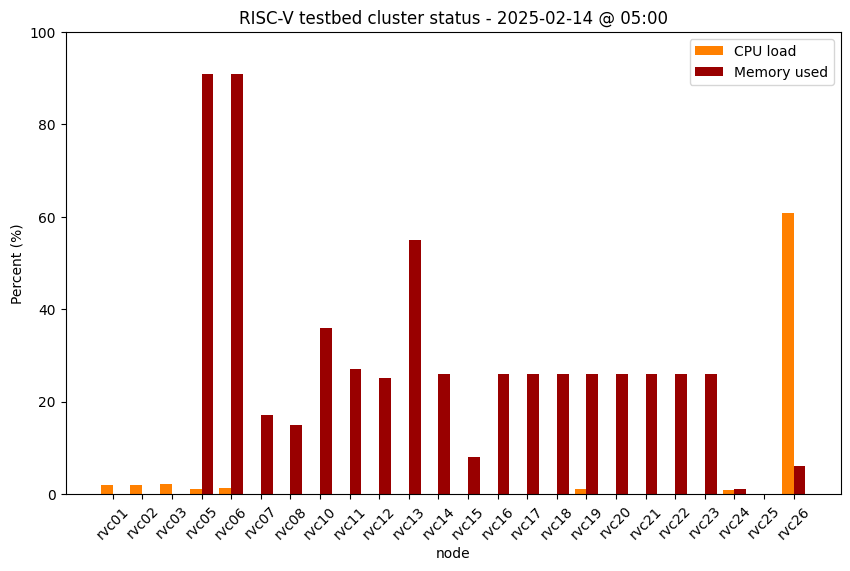 RISC-V testbed cluster status - 2025-02-14 @ 05:00
CPU load
Memory used
Percent (%)
100
80
60
40
20
0
rvc01 rvc02 rvc03 rvc05 rvc06 rvc07 rvc08 rvc10 rvc11 rvc12 rvc13 rvc14 rvc15 rvc16 rvc17 rvc18 rvc19 rvc20 rvc21 rvc22 rvc23 rvc24 rvc25 rvc26
node